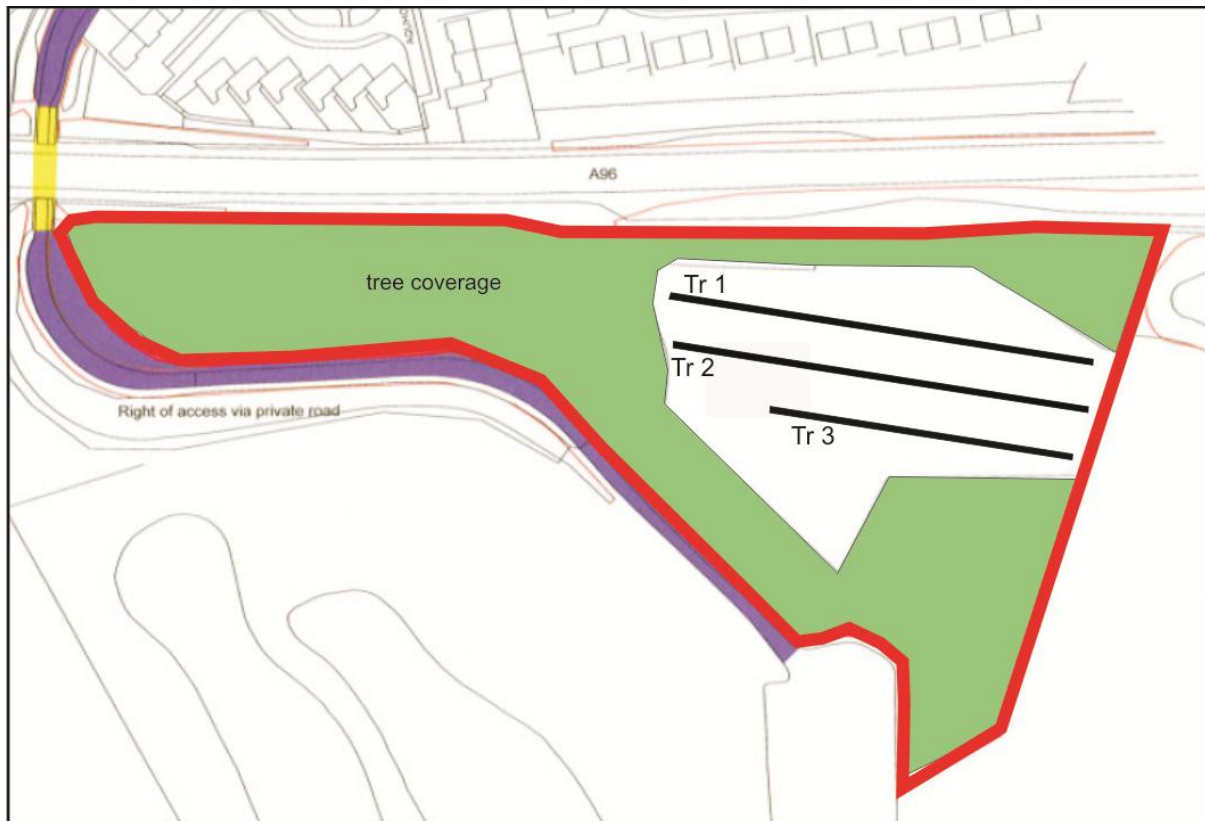 A96
tree coverage
Tr 1
Tr 2
Right of access via private road
Tr 3